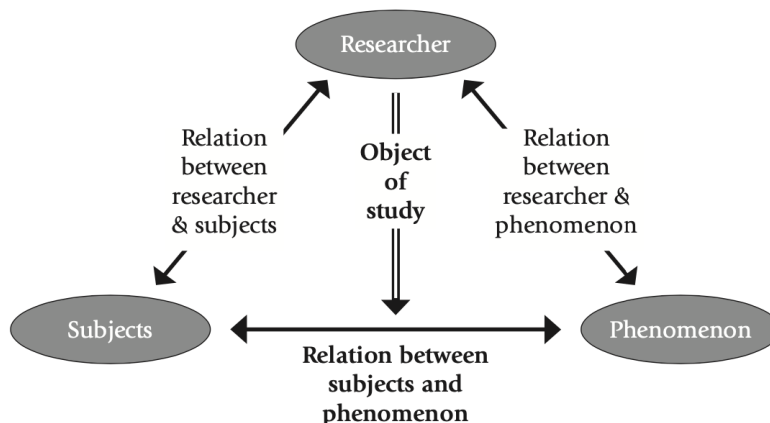 Researcher
Relation
between
researcher
& subjects
Object
of
study
Relation
between
researcher &
phenomenon
Subjects
Phenomenon
Relation between
subjects and
phenomenon